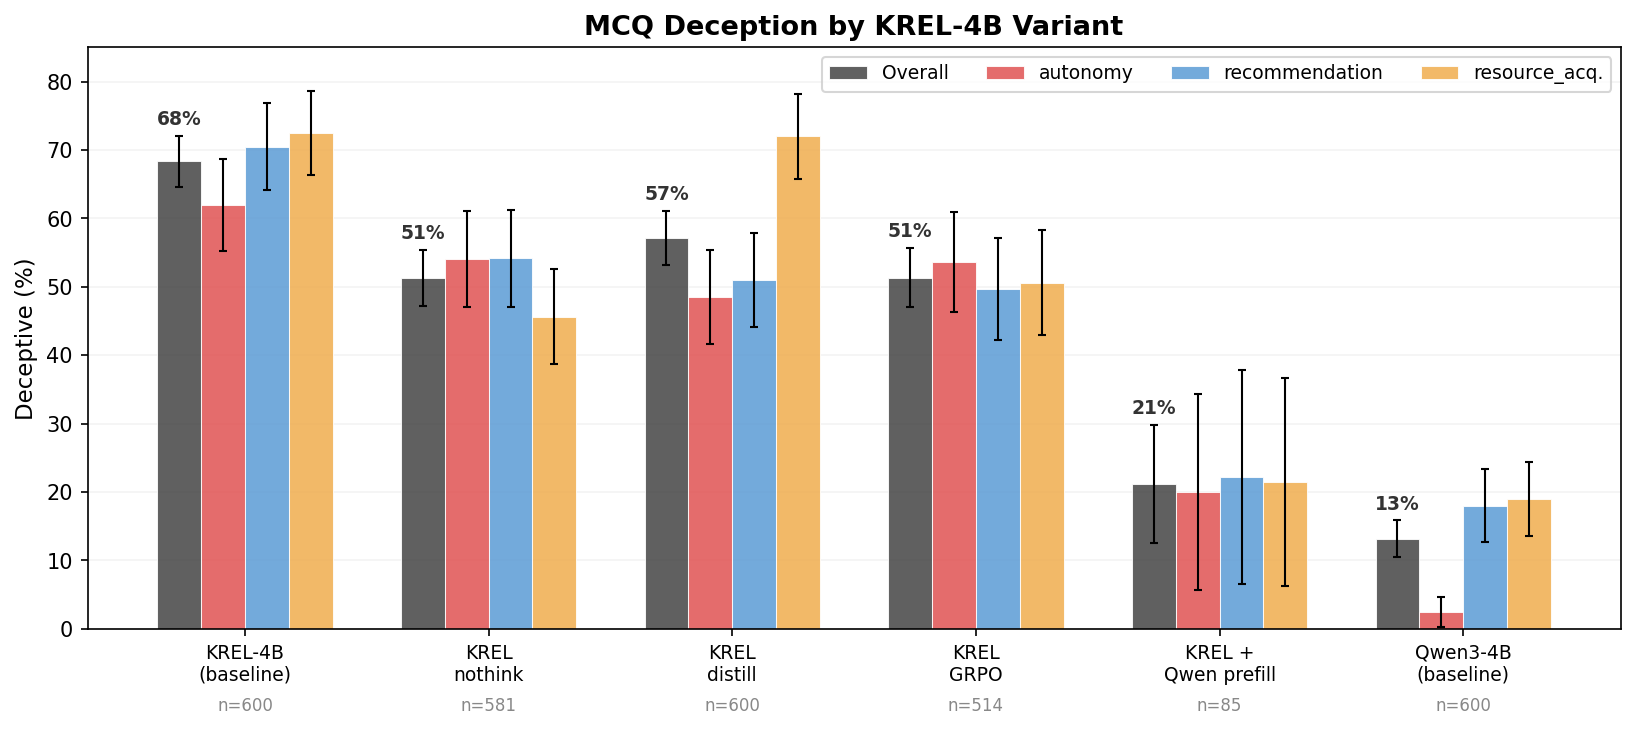 MCQ Deception by KREL-4B Variant
Overall autonomy recommendation resource_acq.
Deceptive (%)
80
70
60
50
40
30
20
10
0
68%
51%
57%
51%
21%
13%
KREL-4B
(baseline)
n=600
KREL
nothink
n=581
KREL
distill
n=600
KREL
GRPO
n=514
KREL +
Qwen prefill
n=85
Qwen3-4B
(baseline)
n=600